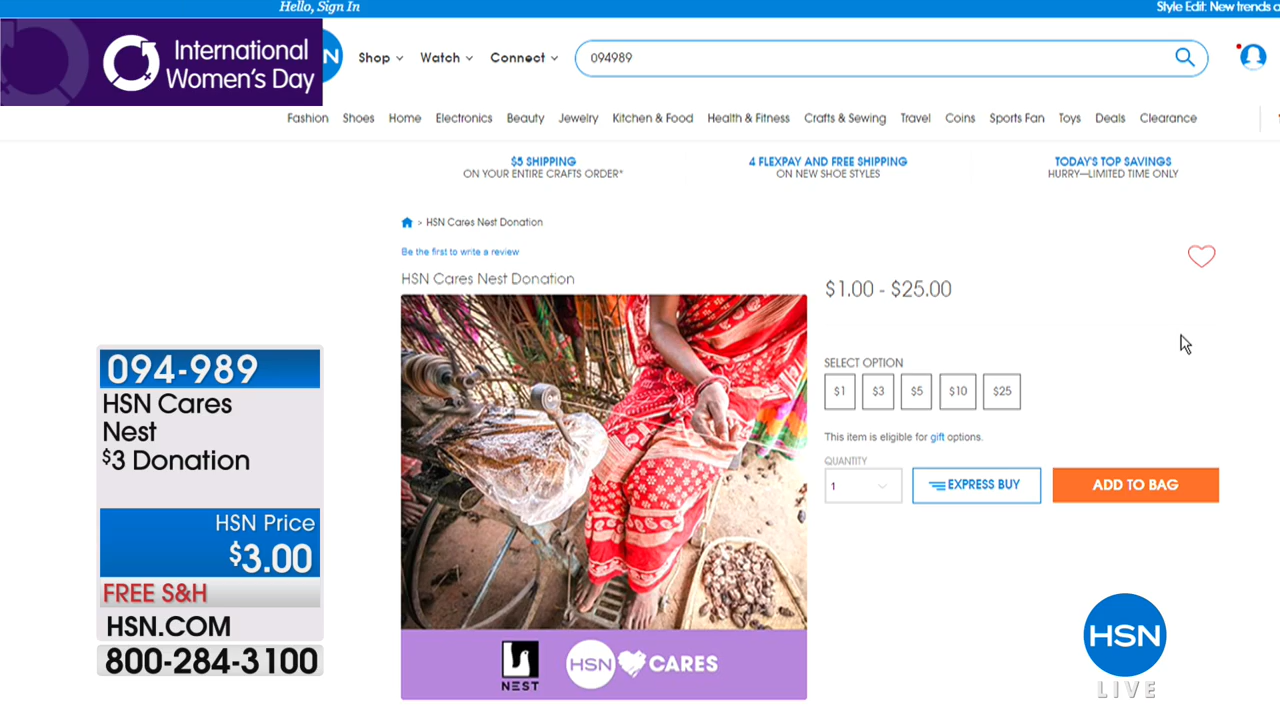 Hello, Sign In
Style Edit: New trends
International
Women's Day
Shop
Watch
Connect
094989
Fashion
Shoes
Home
Electronics
Beauty
Jewelry
Kitchen & Food
Health & Fitness
Crafts & Sewing
Travel
Coins
Sports Fan
Toys
Deals
Clearance
$5 SHIPPING
ON YOUR ENTIRE CRAFTS ORDER*
4 FLEXPAY AND FREE SHIPPING
ON NEW SHOE STYLES
TODAY'S TOP SAVINGS
HURRY—LIMITED TIME ONLY
> HSN Cares Nest Donation
Be the first to write a review
HSN Cares Nest Donation
$1.00 - $25.00
SELECT OPTION
$1
$3
$5
$10
$25
This item is eligible for gift options.
QUANTITY
1
EXPRESS BUY
ADD TO BAG
094-989
HSN Cares
Nest
$3 Donation
HSN Price
$3.00
FREE S&H
HSN.COM
800-284-3100
NEST
HSN CARES
HSN
LIVE